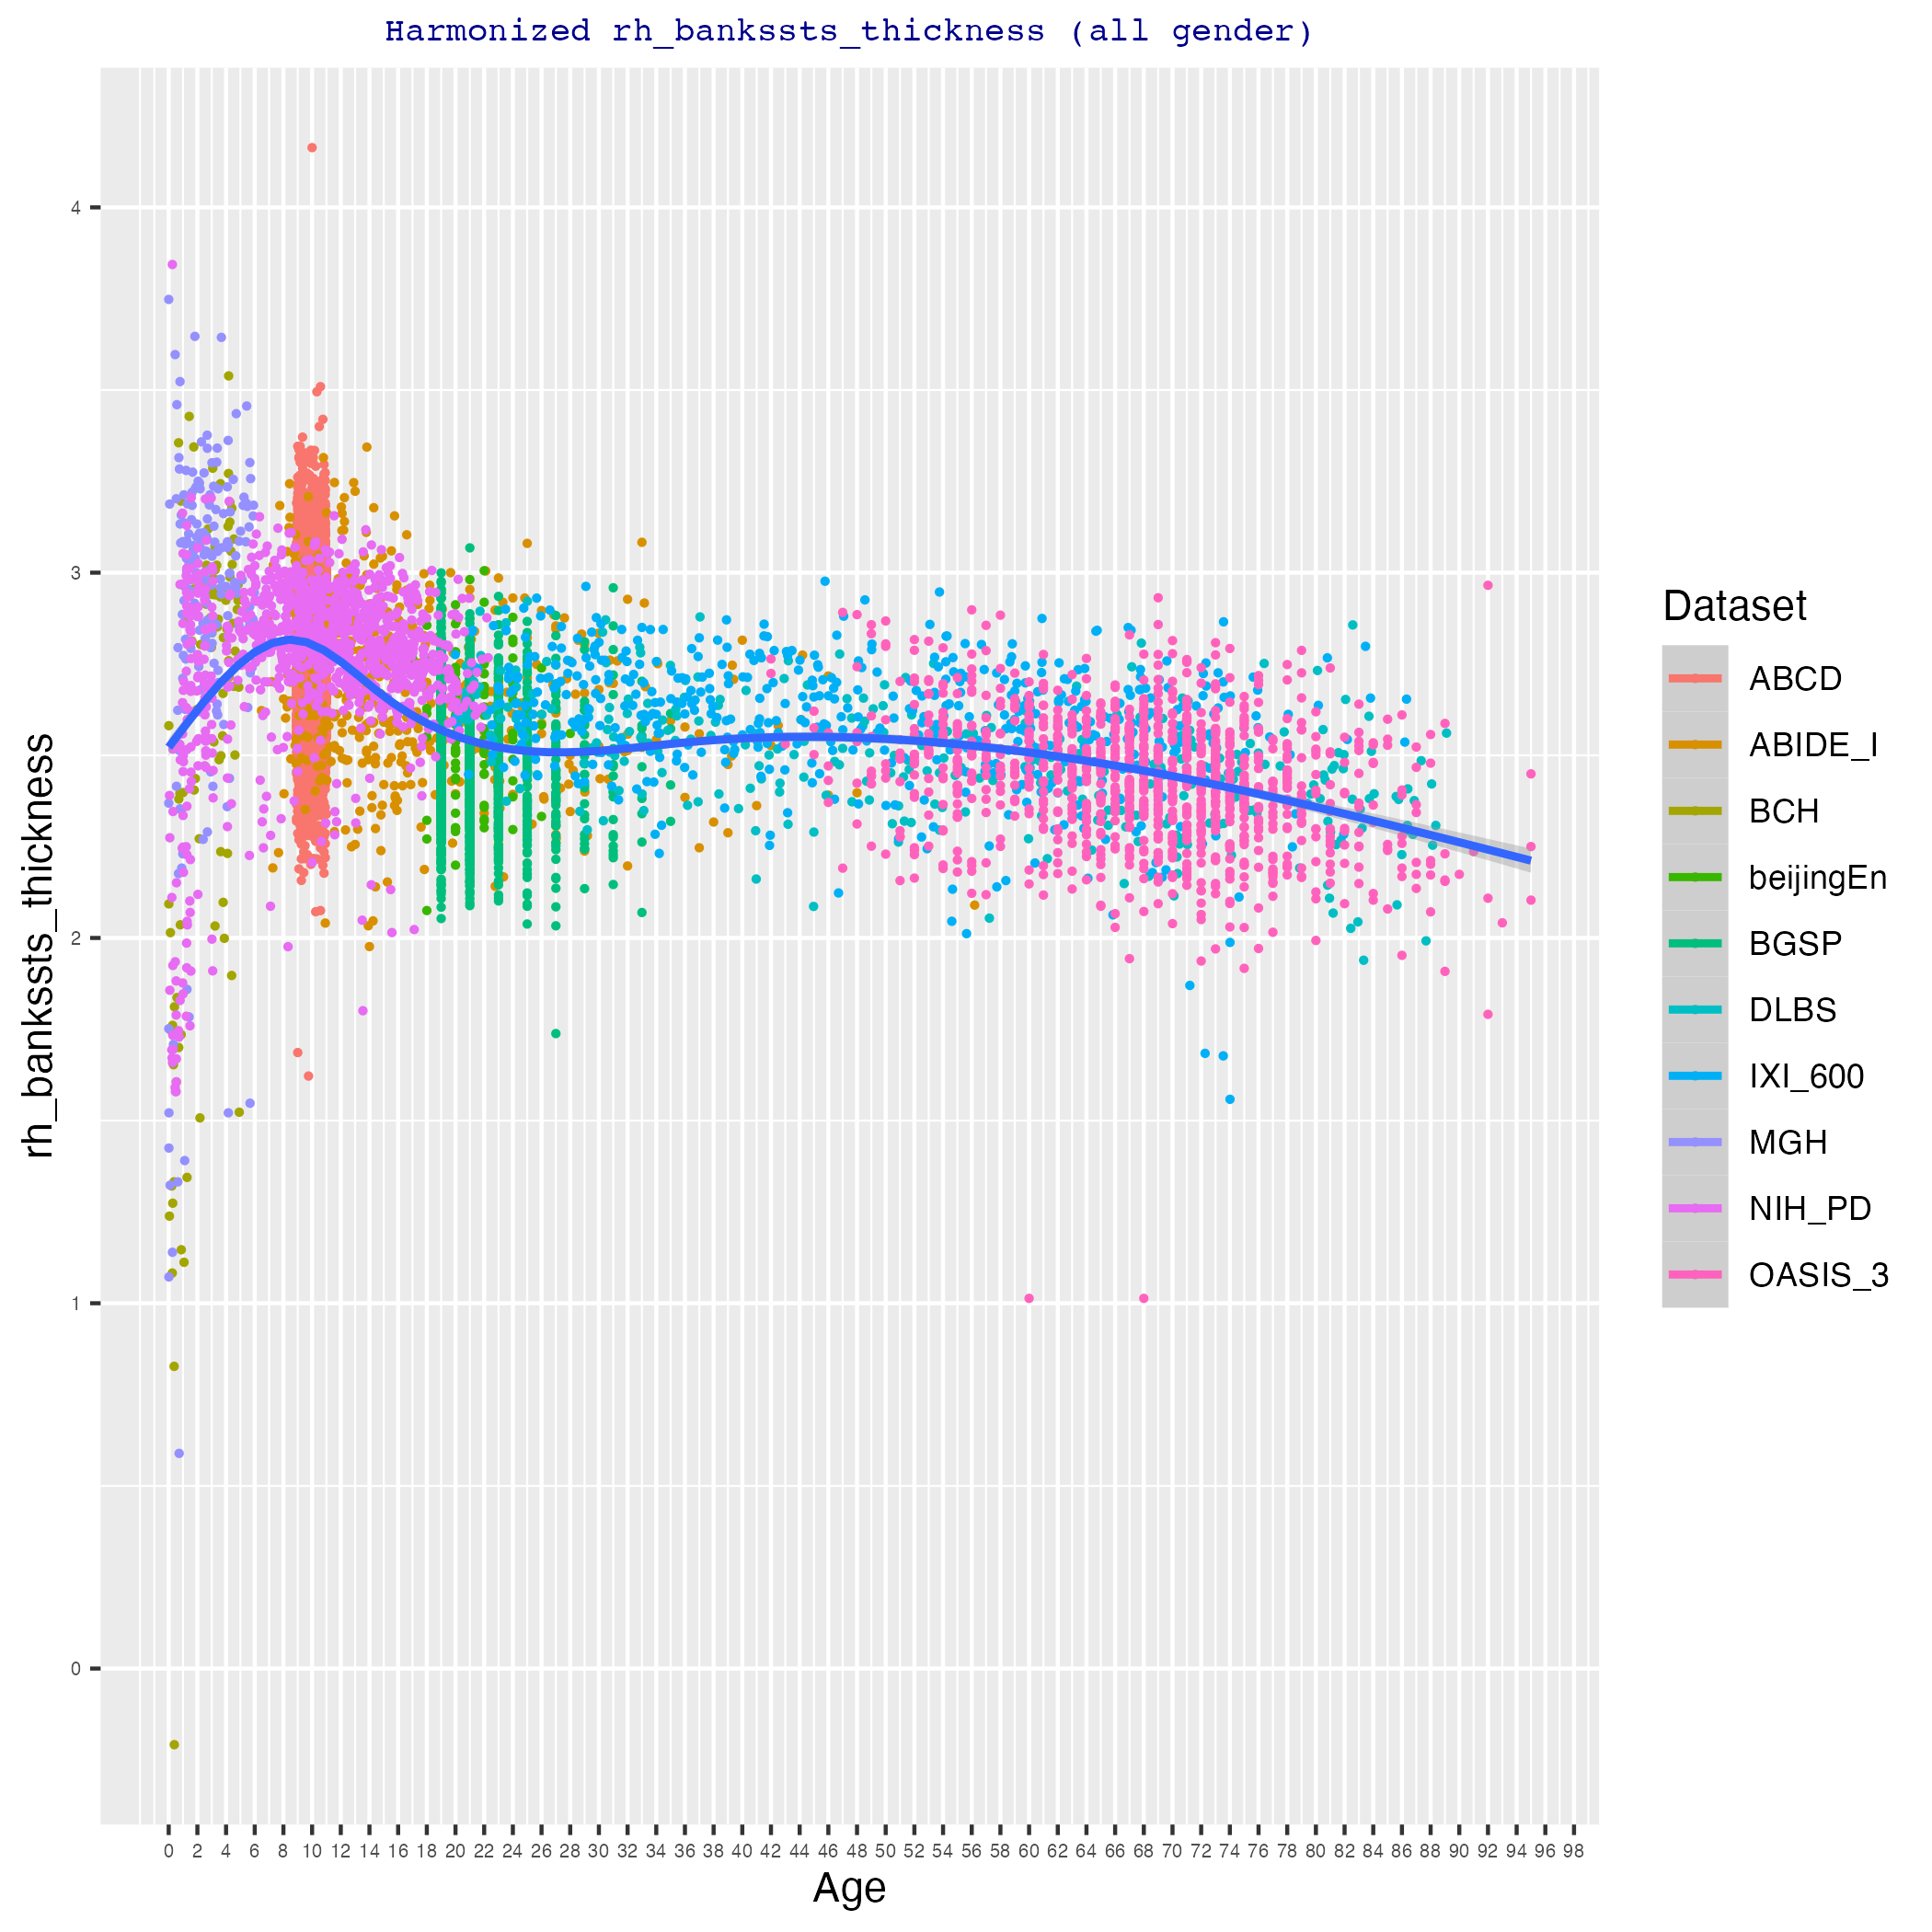 Harmonized rh_bankssts_thickness (all gender)
rh_bankssts_thickness
4
3
2
1
0
0 2 4 6 8 10 12 14 16 18 20 22 24 26 28 30 32 34 36 38 40 42 44 46 48 50 52 54 56 58 60 62 64 66 68 70 72 74 76 78 80 82 84 86 88 90 92 94 96 98
Age
Dataset
ABCD
ABIDE_I
BCH
beijingEn
BGSP
DLBS
IXI_600
MGH
NIH_PD
OASIS_3